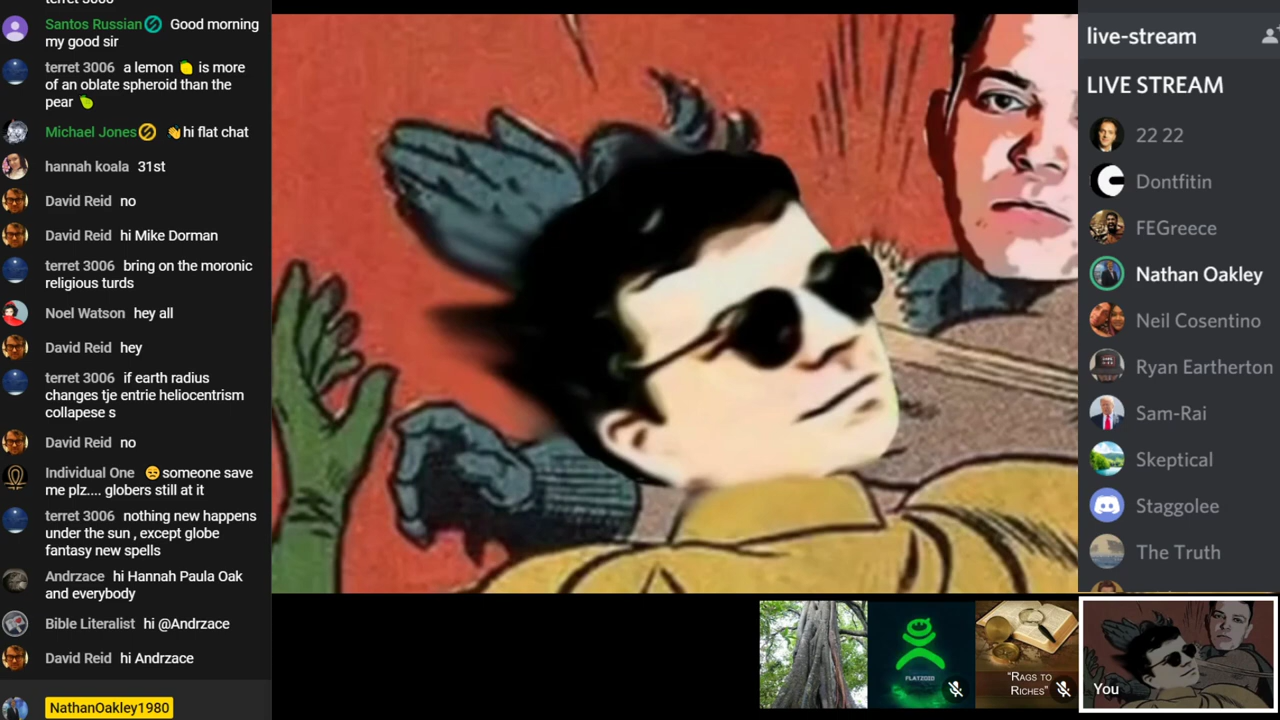 terret 3006
Santos Russian Good morning
my good sir
terret 3006 a lemon 🍋 is more
of an oblate spheroid than the
pear 🍐
Michael Jones 👋hi flat chat
hannah koala 31st
David Reid no
David Reid hi Mike Dorman
terret 3006 bring on the moronic
religious turds
Noel Watson hey all
David Reid hey
terret 3006 if earth radius
changes tje entrie heliocentrism
collapese s
David Reid no
Individual One 😣someone save
me plz.... globers still at it
terret 3006 nothing new happens
under the sun , except globe
fantasy new spells
Andrzace hi Hannah Paula Oak
and everybody
Bible Literalist hi @Andrzace
David Reid hi Andrzace
NathanOakley1980
live-stream
LIVE STREAM
22 22
Dontfitin
FEGreece
Nathan Oakley
Neil Cosentino
Ryan Eartherton
Sam-Rai
Skeptical
Staggolee
The Truth
FLATZOID
"RAGS TO
RICHES"
You